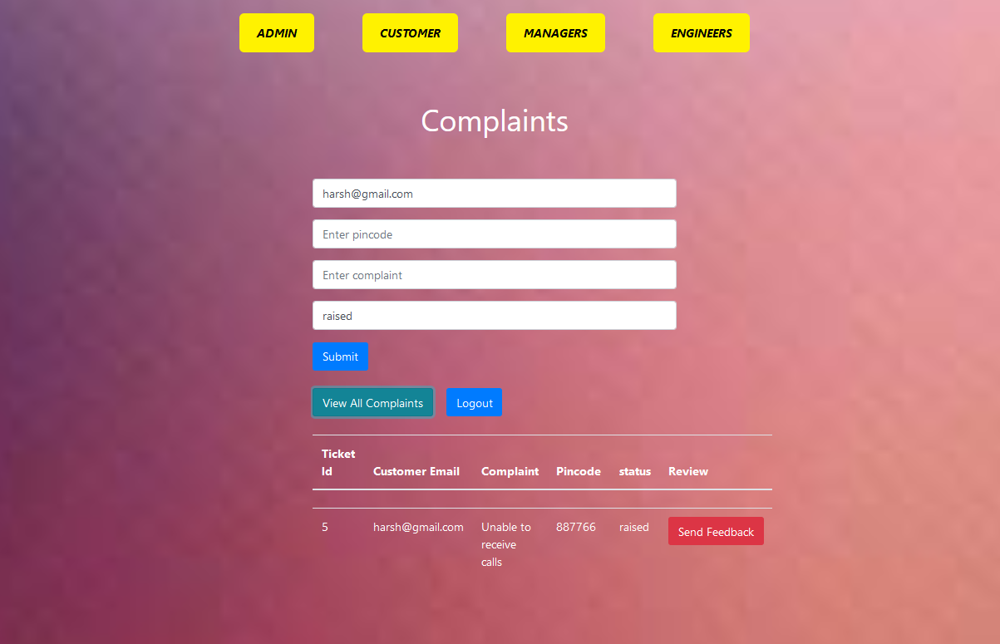 ADMIN CUSTOMER MANAGERS ENGINEERS
Complaints
harsh@gmail.com
Enter pincode
Enter complaint
raised
Submit
View All Complaints Logout
Ticket
Id Customer Email Complaint Pincode status Review
5 harsh@gmail.com Unable to 887766 raised Send Feedback
receive
calls